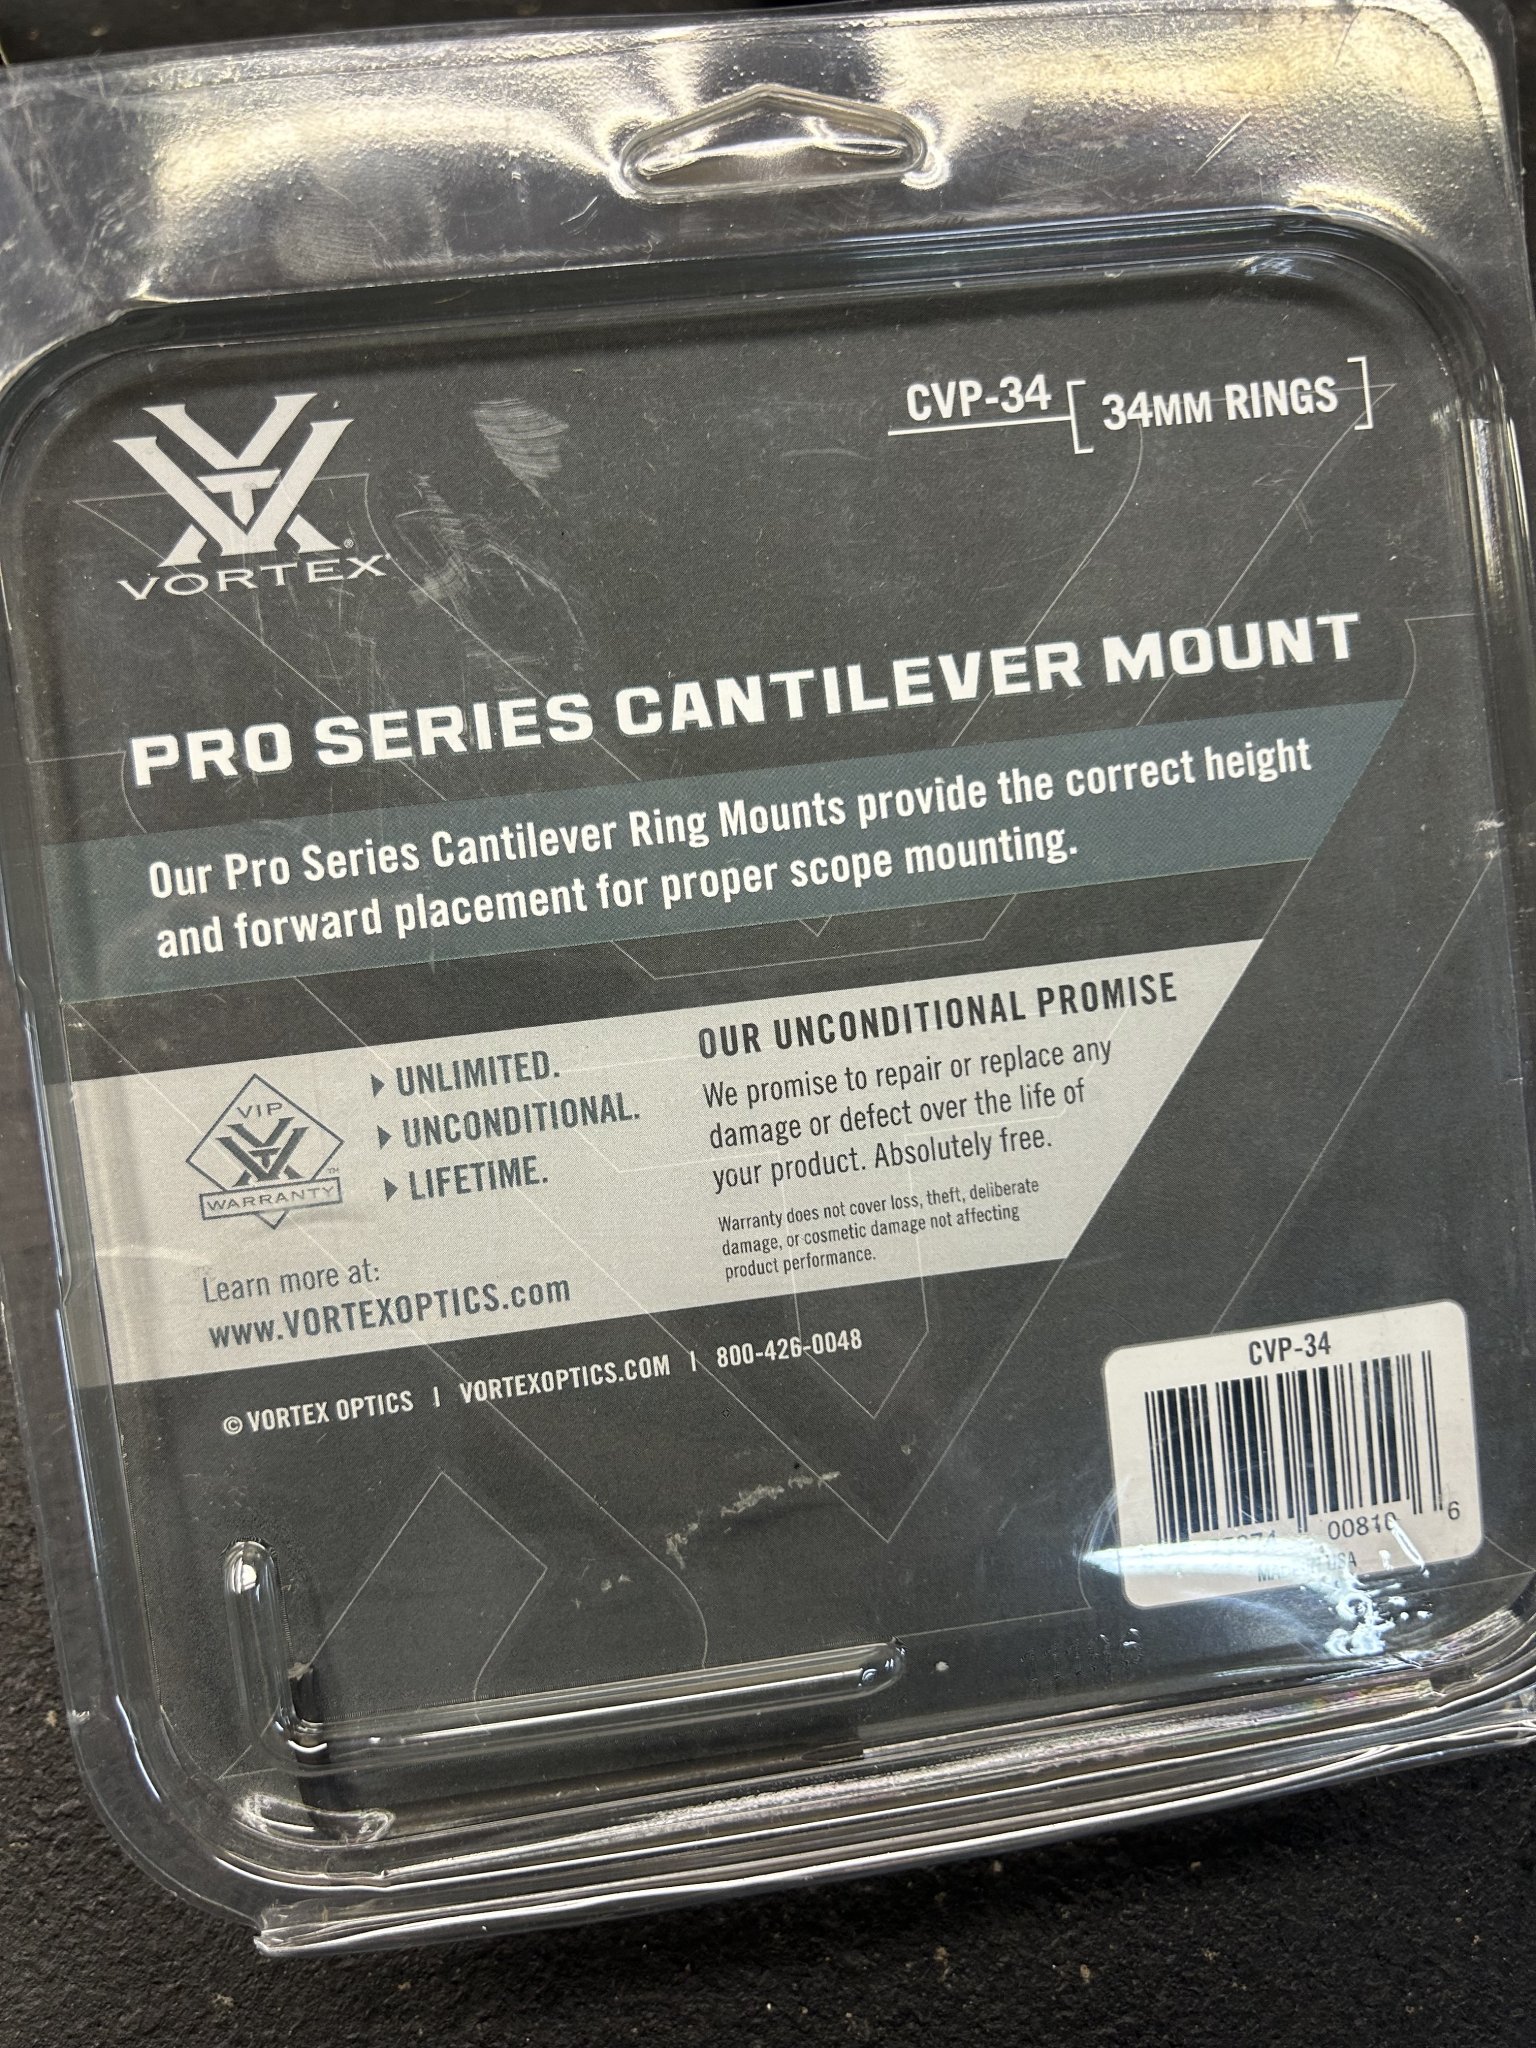 CVP-34 [ 34MM RINGS ]
VORTEX®
PRO SERIES CANTILEVER MOUNT
Our Pro Series Cantilever Ring Mounts provide the correct height
and forward placement for proper scope mounting.
VIP
WARRANTY™
UNLIMITED.
UNCONDITIONAL.
LIFETIME.
Learn more at:
www.VORTEXOPTICS.com
OUR UNCONDITIONAL PROMISE
We promise to repair or replace any
damage or defect over the life of
your product. Absolutely free.
Warranty does not cover loss, theft, deliberate
damage, or cosmetic damage not affecting
product performance.
© VORTEX OPTICS | VORTEXOPTICS.COM | 800-426-0048
CVP-34
00810 6
USA